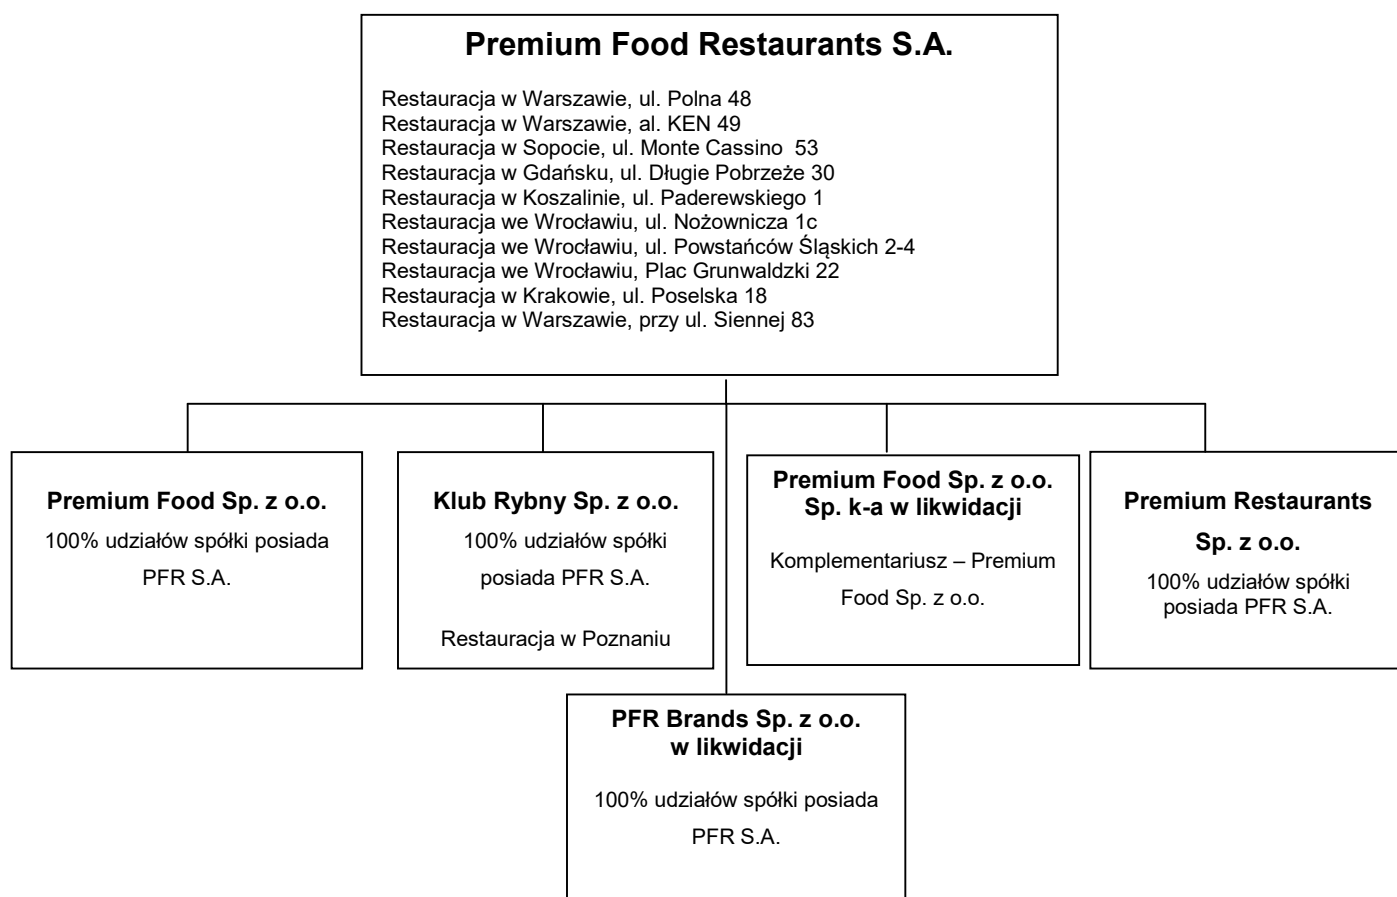 Premium Food Restaurants S.A.
Restauracja w Warszawie, ul. Polna 48
Restauracja w Warszawie, al. KEN 49
Restauracja w Sopocie, ul. Monte Cassino  53
Restauracja w Gdańsku, ul. Długie Pobrzeże 30
Restauracja w Koszalinie, ul. Paderewskiego 1
Restauracja we Wrocławiu, ul. Nożownicza 1c
Restauracja we Wrocławiu, ul. Powstańców Śląskich 2-4
Restauracja we Wrocławiu, Plac Grunwaldzki 22
Restauracja w Krakowie, ul. Poselska 18
Restauracja w Warszawie, przy ul. Siennej 83
Premium Food Sp. z o.o.
100% udziałów spółki posiada
PFR S.A.
Klub Rybny Sp. z o.o.
100% udziałów spółki
posiada PFR S.A.
Restauracja w Poznaniu
Premium Food Sp. z o.o.
Sp. k-a w likwidacji
Komplementariusz – Premium
Food Sp. z o.o.
Premium Restaurants
Sp. z o.o.
100% udziałów spółki
posiada PFR S.A.
PFR Brands Sp. z o.o.
w likwidacji
100% udziałów spółki posiada
PFR S.A.